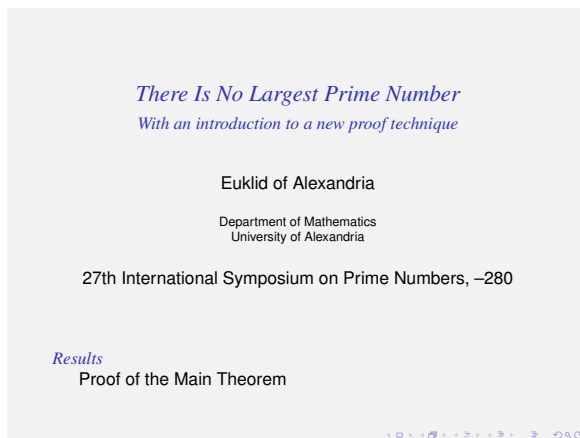 There Is No Largest Prime Number
With an introduction to a new proof technique
Euklid of Alexandria
Department of Mathematics
University of Alexandria
27th International Symposium on Prime Numbers, –280
Results
Proof of the Main Theorem